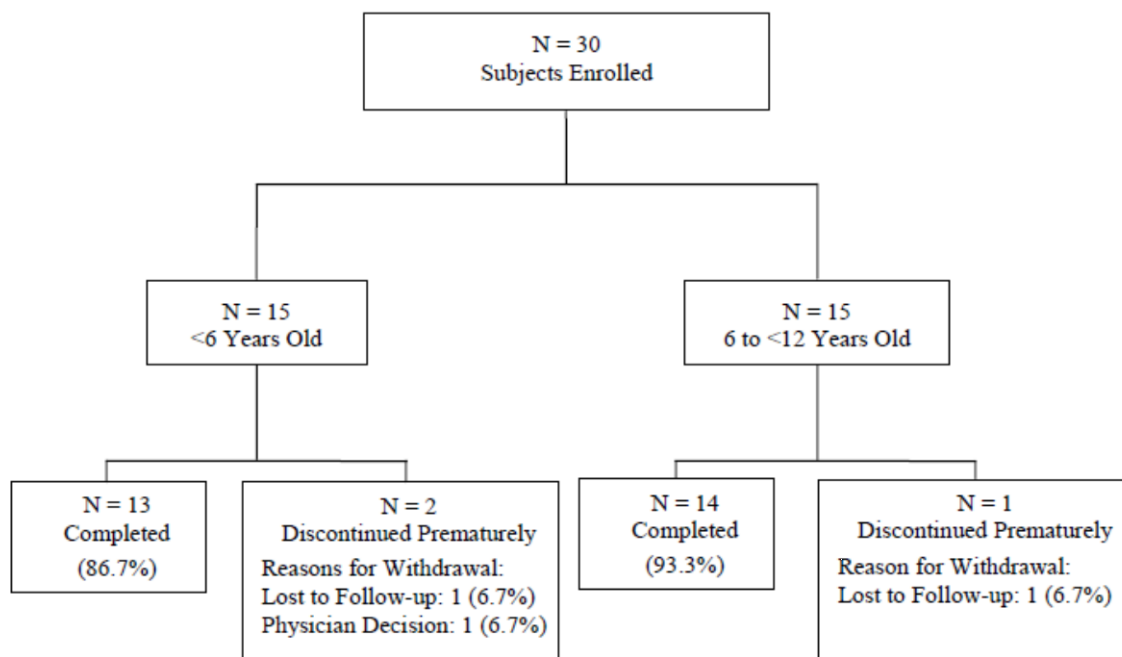 N = 30
Subjects Enrolled
N = 15
<6 Years Old
N = 15
6 to <12 Years Old
N = 13
Completed
(86.7%)
N = 2
Discontinued Prematurely
Reasons for Withdrawal:
Lost to Follow-up: 1 (6.7%)
Physician Decision: 1 (6.7%)
N = 14
Completed
(93.3%)
N = 1
Discontinued Prematurely
Reason for Withdrawal:
Lost to Follow-up: 1 (6.7%)